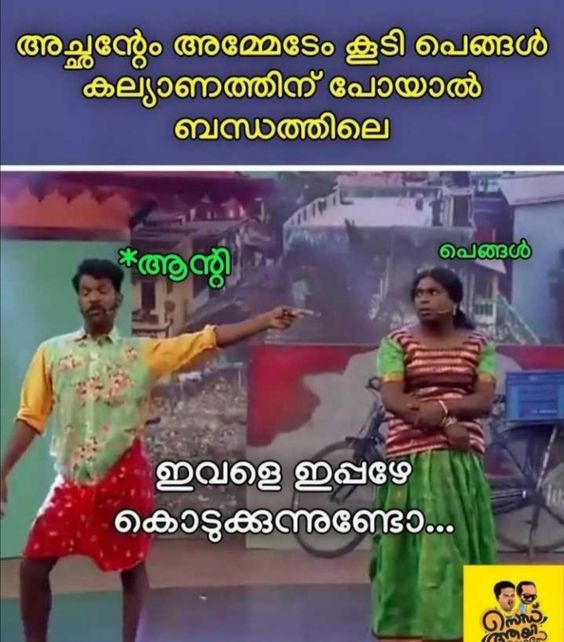 അച്ഛന്റേം അമ്മേടേം കൂടി പെങ്ങൾ
കല്യാണത്തിന് പോയാൽ
ബന്ധത്തിലെ
*ആന്റി
പെങ്ങൾ
ഇവളെ ഇപ്പഴേ
കൊടുക്കുന്നുണ്ടോ...